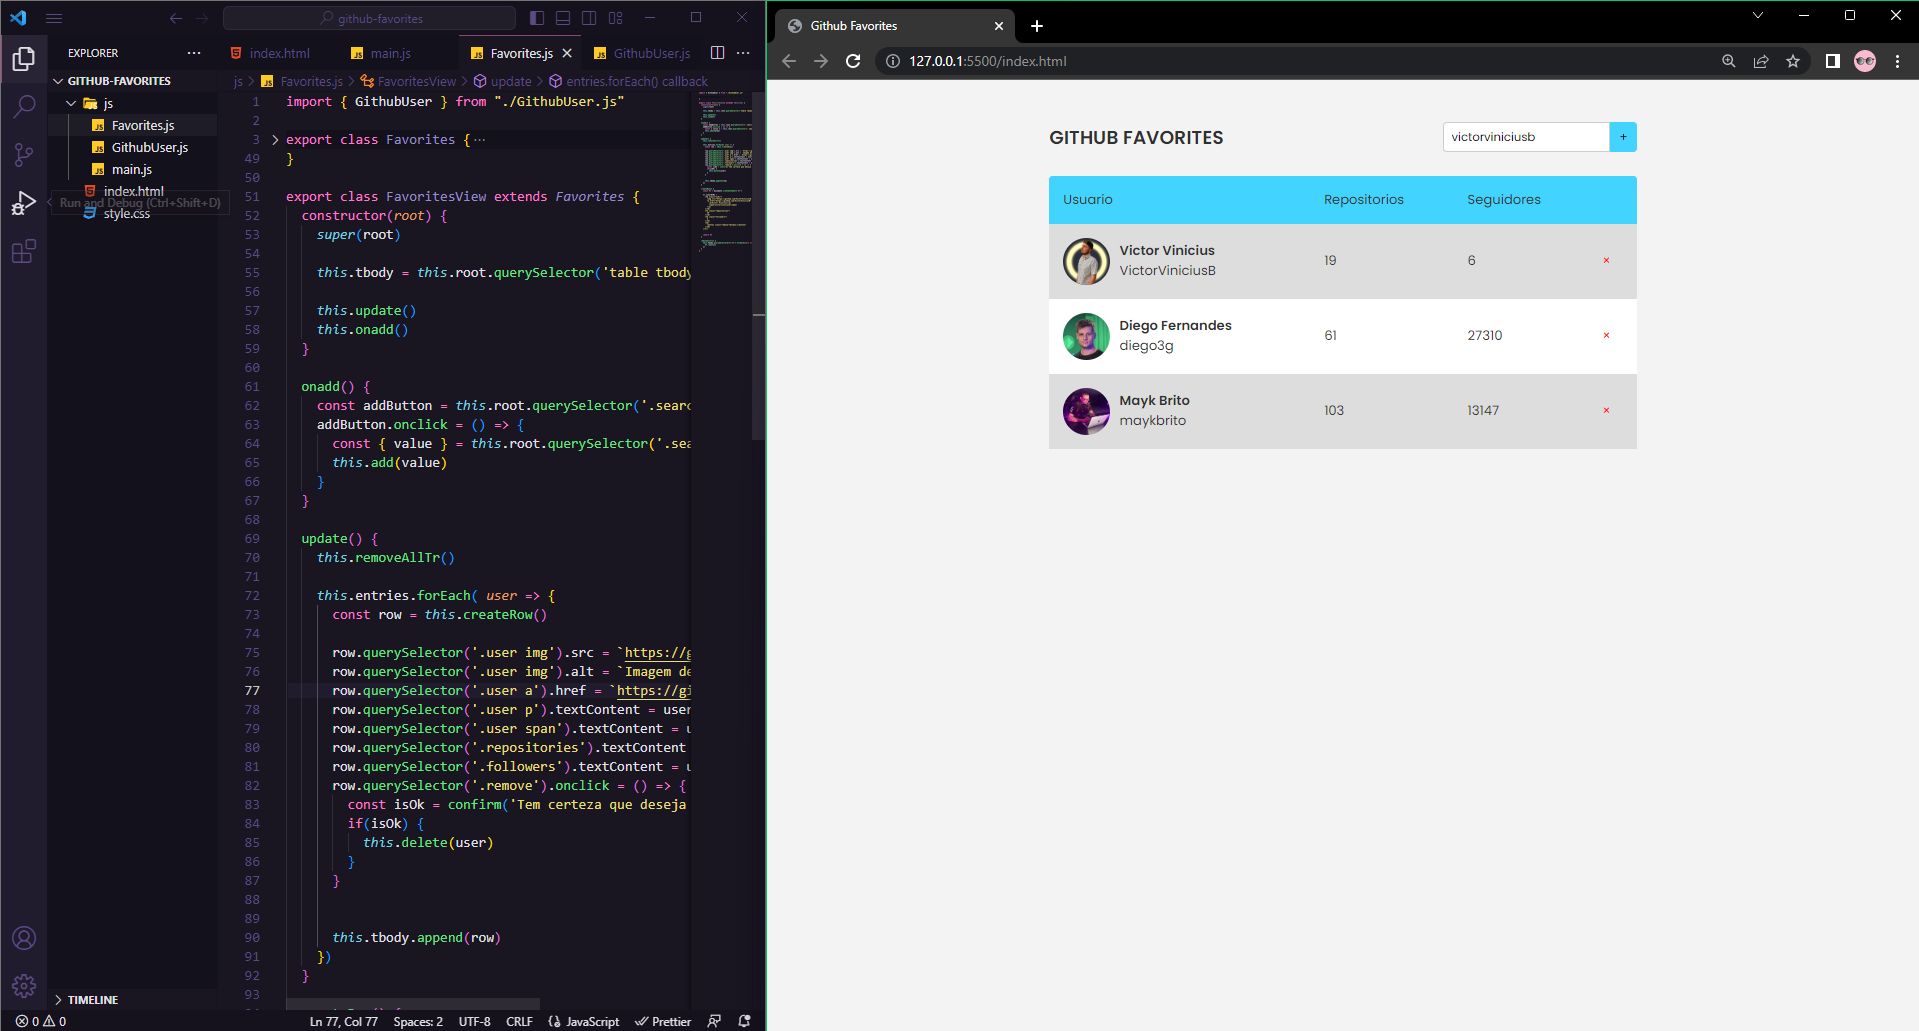 github-favorites
EXPLORER
GITHUB-FAVORITES
js
Favorites.js
GithubUser.js
main.js
index.html
Run and Debug (Ctrl+Shift+D)
style.css
TIMELINE
index.html
main.js
Favorites.js
GithubUser.js
js > Favorites.js > FavoritesView > update > entries.forEach() callback
1 import { GithubUser } from "./GithubUser.js"
2
3 export class Favorites {···
49 }
50
51 export class FavoritesView extends Favorites {
52 constructor(root) {
53 super(root)
54
55 this.tbody = this.root.querySelector('table tbody
56
57 this.update()
58 this.onadd()
59 }
60
61 onadd() {
62 const addButton = this.root.querySelector('.searc
63 addButton.onclick = () => {
64 const { value } = this.root.querySelector('.sea
65 this.add(value)
66 }
67 }
68
69 update() {
70 this.removeAllTr()
71
72 this.entries.forEach( user => {
73 const row = this.createRow()
74
75 row.querySelector('.user img').src = `https://g
76 row.querySelector('.user img').alt = `Imagem de
77 row.querySelector('.user a').href = `https://gi
78 row.querySelector('.user p').textContent = user
79 row.querySelector('.user span').textContent = u
80 row.querySelector('.repositories').textContent
81 row.querySelector('.followers').textContent = u
82 row.querySelector('.remove').onclick = () => {
83 const isOk = confirm('Tem certeza que deseja
84 if(isOk) {
85 this.delete(user)
86 }
87 }
88
89
90 this.tbody.append(row)
91 })
92 }
93
0 0
Ln 77, Col 77 Spaces: 2 UTF-8 CRLF {} JavaScript Prettier
Github Favorites
127.0.0.1:5500/index.html
GITHUB FAVORITES
victorviniciusb +
Usuario Repositorios Seguidores
Victor Vinicius
VictorViniciusB
19 6 ×
Diego Fernandes
diego3g
61 27310 ×
Mayk Brito
maykbrito
103 13147 ×